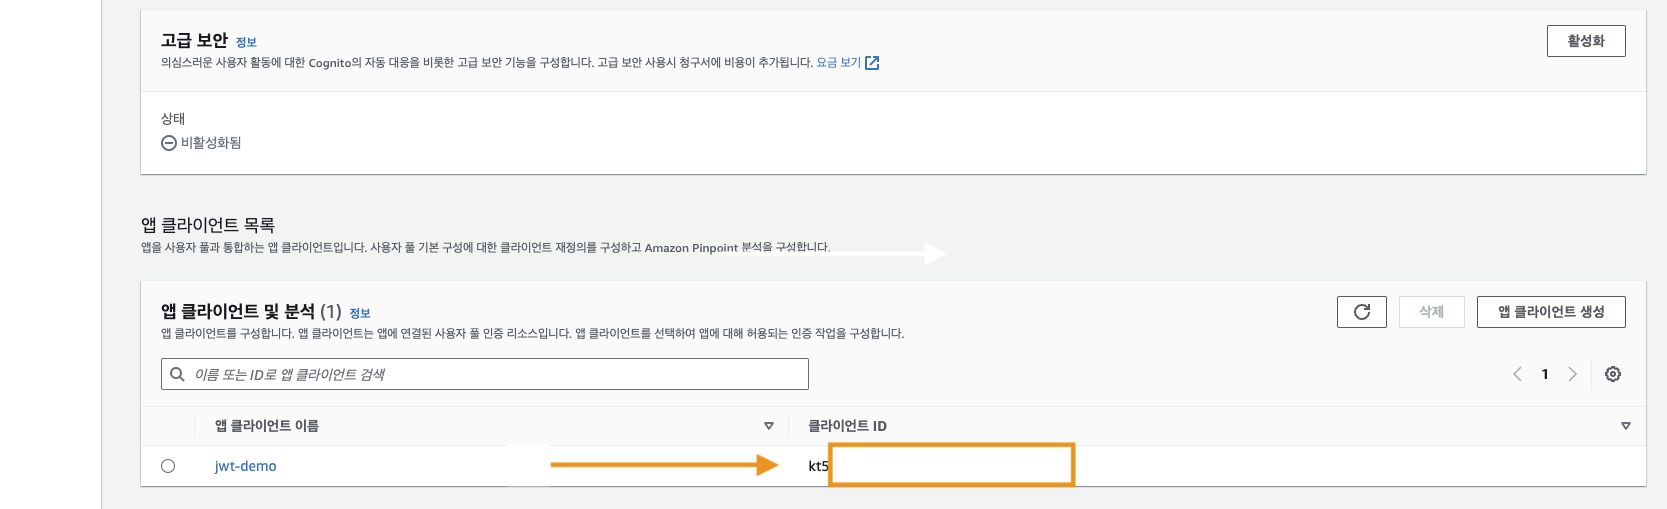 고급 보안 정보
활성화
의심스러운 사용자 활동에 대한 Cognito의 자동 대응을 비롯한 고급 보안 기능을 구성합니다. 고급 보안 사용시 청구서에 비용이 추가됩니다. 요금 보기
상태
비활성화됨
앱 클라이언트 목록
앱을 사용자 풀과 통합하는 앱 클라이언트입니다. 사용자 풀 기본 구성에 대한 클라이언트 재정의를 구성하고 Amazon Pinpoint 분석을 구성합니다.
앱 클라이언트 및 분석 (1) 정보
삭제
앱 클라이언트 생성
앱 클라이언트를 구성합니다. 앱 클라이언트는 앱에 연결된 사용자 풀 인증 리소스입니다. 앱 클라이언트를 선택하여 앱에 대해 허용되는 인증 작업을 구성합니다.
이름 또는 ID로 앱 클라이언트 검색
1
앱 클라이언트 이름 클라이언트 ID
jwt-demo kt5